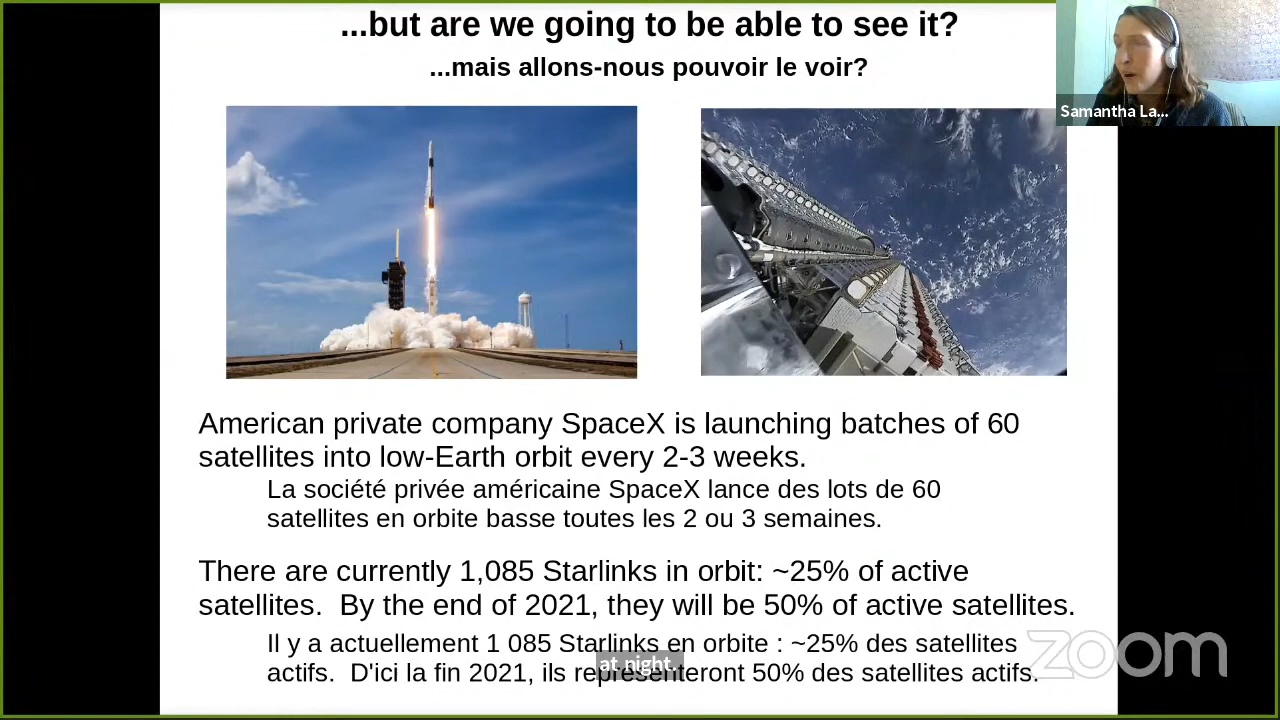 ...but are we going to be able to see it?
...mais allons-nous pouvoir le voir?
Samantha La...
American private company SpaceX is launching batches of 60
satellites into low-Earth orbit every 2-3 weeks.
La société privée américaine SpaceX lance des lots de 60
satellites en orbite basse toutes les 2 ou 3 semaines.
There are currently 1,085 Starlinks in orbit: ~25% of active
satellites.  By the end of 2021, they will be 50% of active satellites.
Il y a actuellement 1 085 Starlinks en orbite : ~25% des satellites
actifs.  D'ici la fin 2021, ils représenteront 50% des satellites actifs.
at night.
zoom